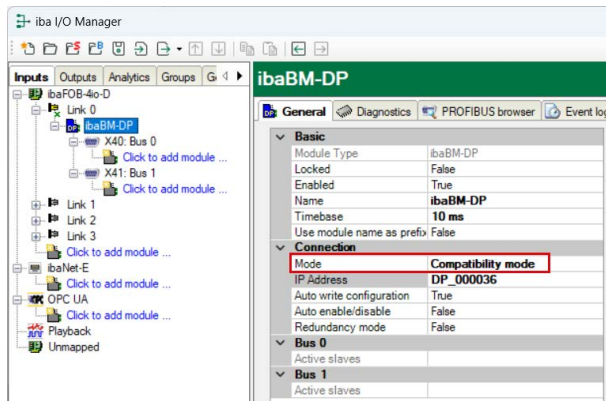 iba I/O Manager
Inputs Outputs Analytics Groups
ibaBM-DP
ibaFOB-4io-D
Link 0
ibaBM-DP
X40: Bus 0
Click to add module ...
X41: Bus 1
Click to add module ...
Link 1
Link 2
Link 3
Click to add module ...
ibaNet-E
Click to add module ...
OPC UA
Click to add module ...
Playback
Unmapped
General Diagnostics PROFIBUS browser Event log
Basic
Module Type ibaBM-DP
Locked False
Enabled True
Name ibaBM-DP
Timebase 10 ms
Use module name as prefix False
Connection
Mode Compatibility mode
IP Address DP_000036
Auto write configuration True
Auto enable/disable False
Redundancy mode False
Bus 0
Active slaves
Bus 1
Active slaves